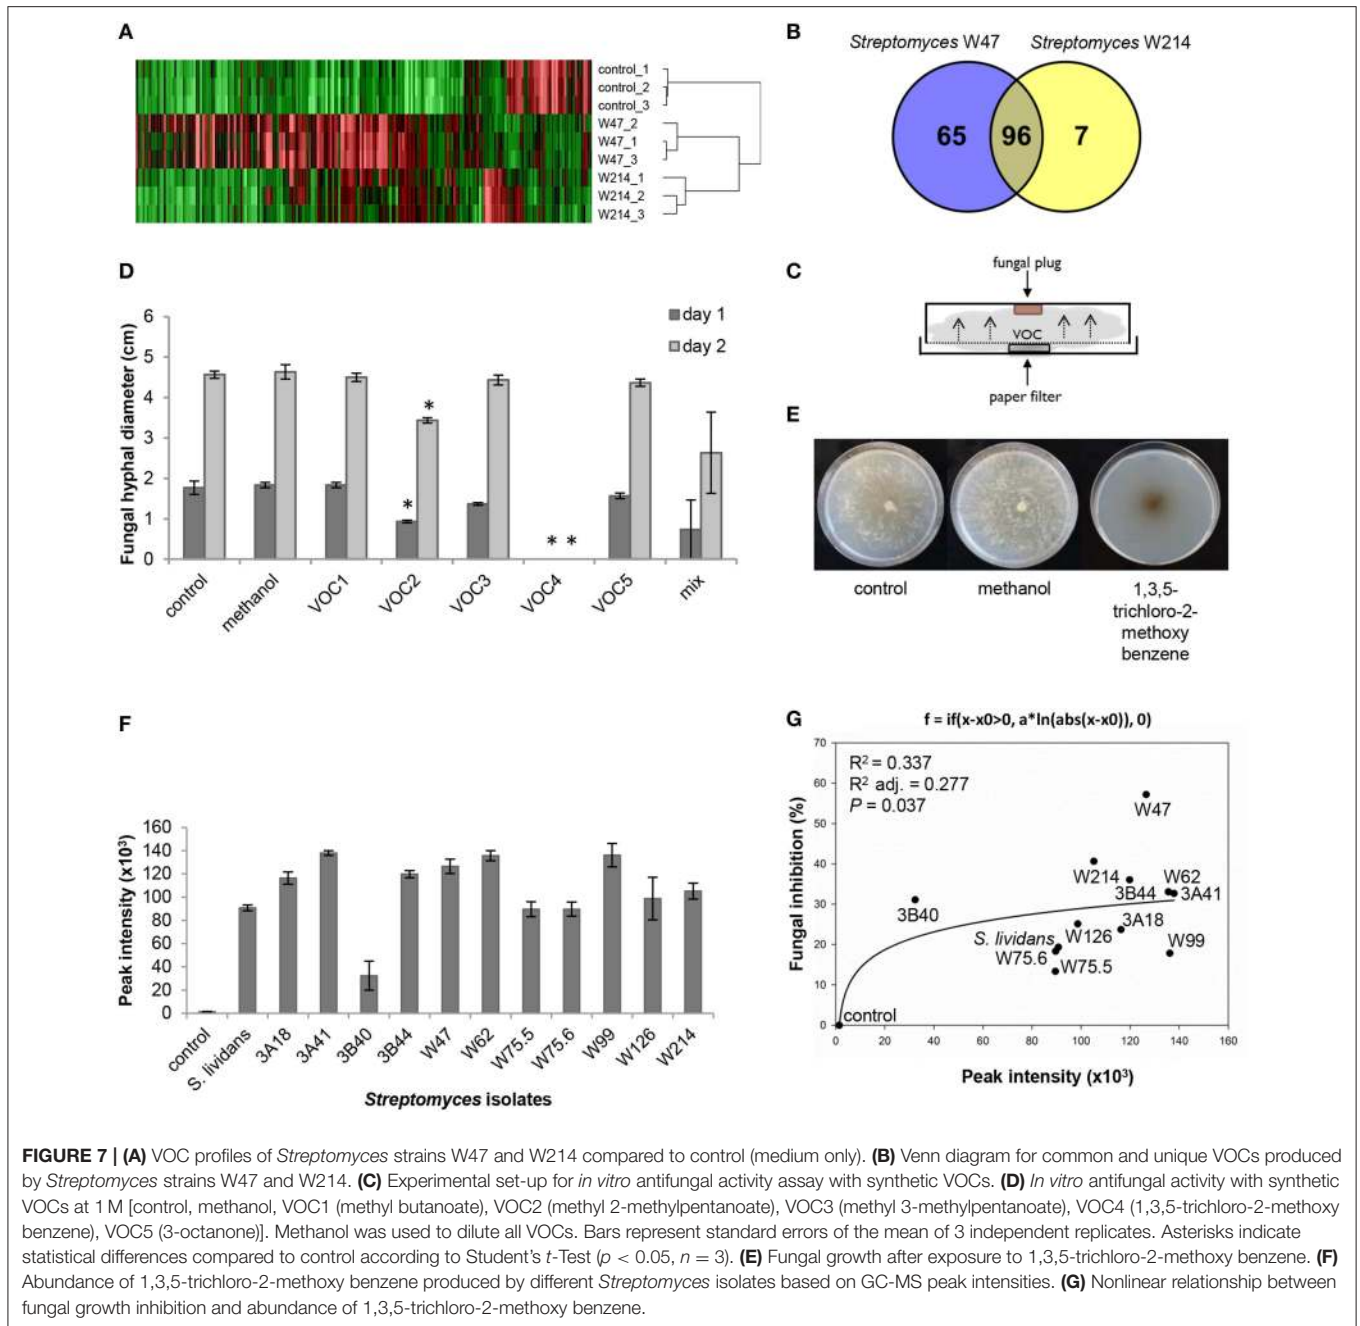 A
control_1
control_2
control_3
W47_2
W47_1
W47_3
W214_1
W214_2
W214_3
B
Streptomyces W47 Streptomyces W214
65 96 7
C
fungal plug
VOC
paper filter
D
Fungal hyphal diameter (cm)
6
5
4
3
2
1
0
day 1
day 2
*
*
* *
control
methanol
VOC1
VOC2
VOC3
VOC4
VOC5
mix
E
control
methanol
1,3,5-
trichloro-2-
methoxy
benzene
F
Peak intensity (x10³)
160
140
120
100
80
60
40
20
0
control
S. lividans
3A18
3A41
3B40
3B44
W47
W62
W75.5
W75.6
W99
W126
W214
Streptomyces isolates
G
f = if(x-x0>0, a*ln(abs(x-x0)), 0)
R² = 0.337
R² adj. = 0.277
P = 0.037
Fungal inhibition (%)
70
60
50
40
30
20
10
0
W47
W214
W62
3B44
3A41
3B40
3A18
S. lividans
W126
W99
W75.6
W75.5
control
0 20 40 60 80 100 120 140 160
Peak intensity (x10³)
FIGURE 7 | (A) VOC profiles of Streptomyces strains W47 and W214 compared to control (medium only). (B) Venn diagram for common and unique VOCs produced
by Streptomyces strains W47 and W214. (C) Experimental set-up for in vitro antifungal activity assay with synthetic VOCs. (D) In vitro antifungal activity with synthetic
VOCs at 1 M [control, methanol, VOC1 (methyl butanoate), VOC2 (methyl 2-methylpentanoate), VOC3 (methyl 3-methylpentanoate), VOC4 (1,3,5-trichloro-2-methoxy
benzene), VOC5 (3-octanone)]. Methanol was used to dilute all VOCs. Bars represent standard errors of the mean of 3 independent replicates. Asterisks indicate
statistical differences compared to control according to Student's t-Test (p < 0.05, n = 3). (E) Fungal growth after exposure to 1,3,5-trichloro-2-methoxy benzene. (F)
Abundance of 1,3,5-trichloro-2-methoxy benzene produced by different Streptomyces isolates based on GC-MS peak intensities. (G) Nonlinear relationship between
fungal growth inhibition and abundance of 1,3,5-trichloro-2-methoxy benzene.